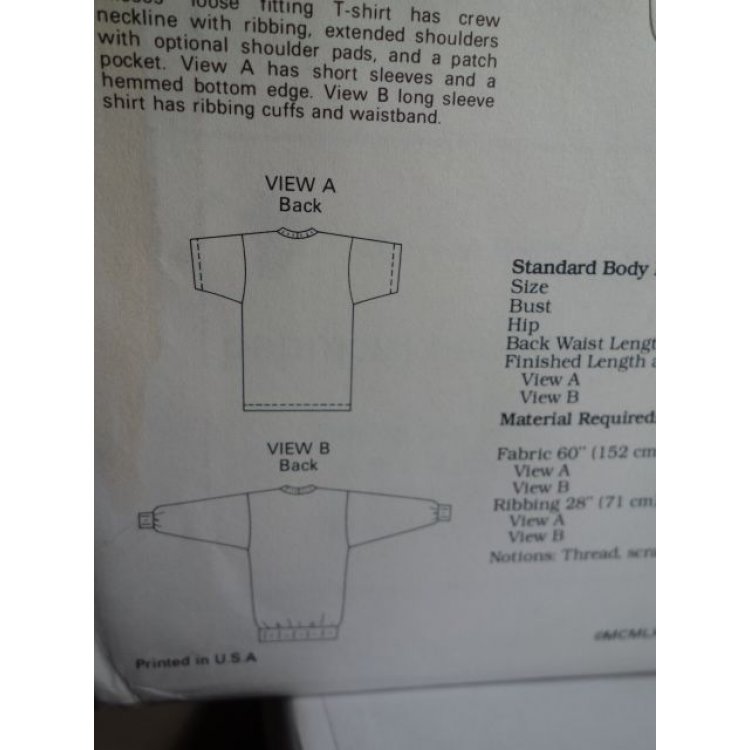 loose fitting T-shirt has crew
neckline with ribbing, extended shoulders
with optional shoulder pads, and a patch
pocket. View A has short sleeves and a
hemmed bottom edge. View B long sleeve
shirt has ribbing cuffs and waistband.
VIEW A
Back
VIEW B
Back
Printed in U.S.A
Standard Body
Size
Bust
Hip
Back Waist Lengt
Finished Length a
View A
View B
Material Required
Fabric 60" (152 cm
View A
View B
Ribbing 28" (71 cm
View A
View B
Notions: Thread,